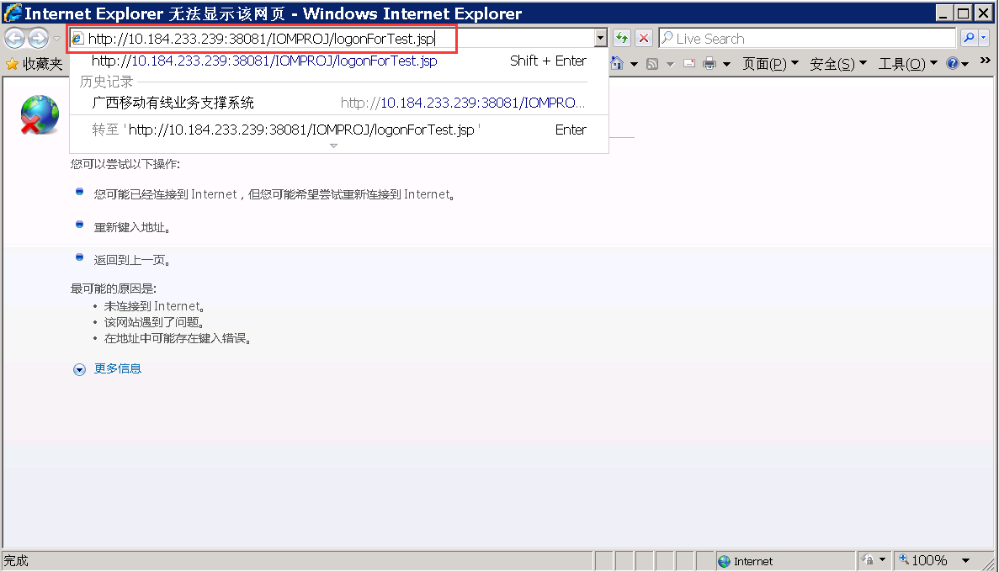 Internet Explorer 无法显示该网页 - Windows Internet Explorer
http://10.184.233.239:38081/IOMPROJ/logonForTest.jsp
Live Search
http://10.184.233.239:38081/IOMPROJ/logonForTest.jsp Shift + Enter
收藏夹
页面(P) 安全(S) 工具(O)
历史记录
广西移动有线业务支撑系统 http://10.184.233.239:38081/IOMPRO...
转至 'http://10.184.233.239:38081/IOMPROJ/logonForTest.jsp ' Enter
您可以尝试以下操作:
您可能已经连接到 Internet，但您可能希望尝试重新连接到 Internet。
重新键入地址。
返回到上一页。
最可能的原因是:
• 未连接到 Internet。
• 该网站遇到了问题。
• 在地址中可能存在键入错误。
更多信息
完成
Internet
100%